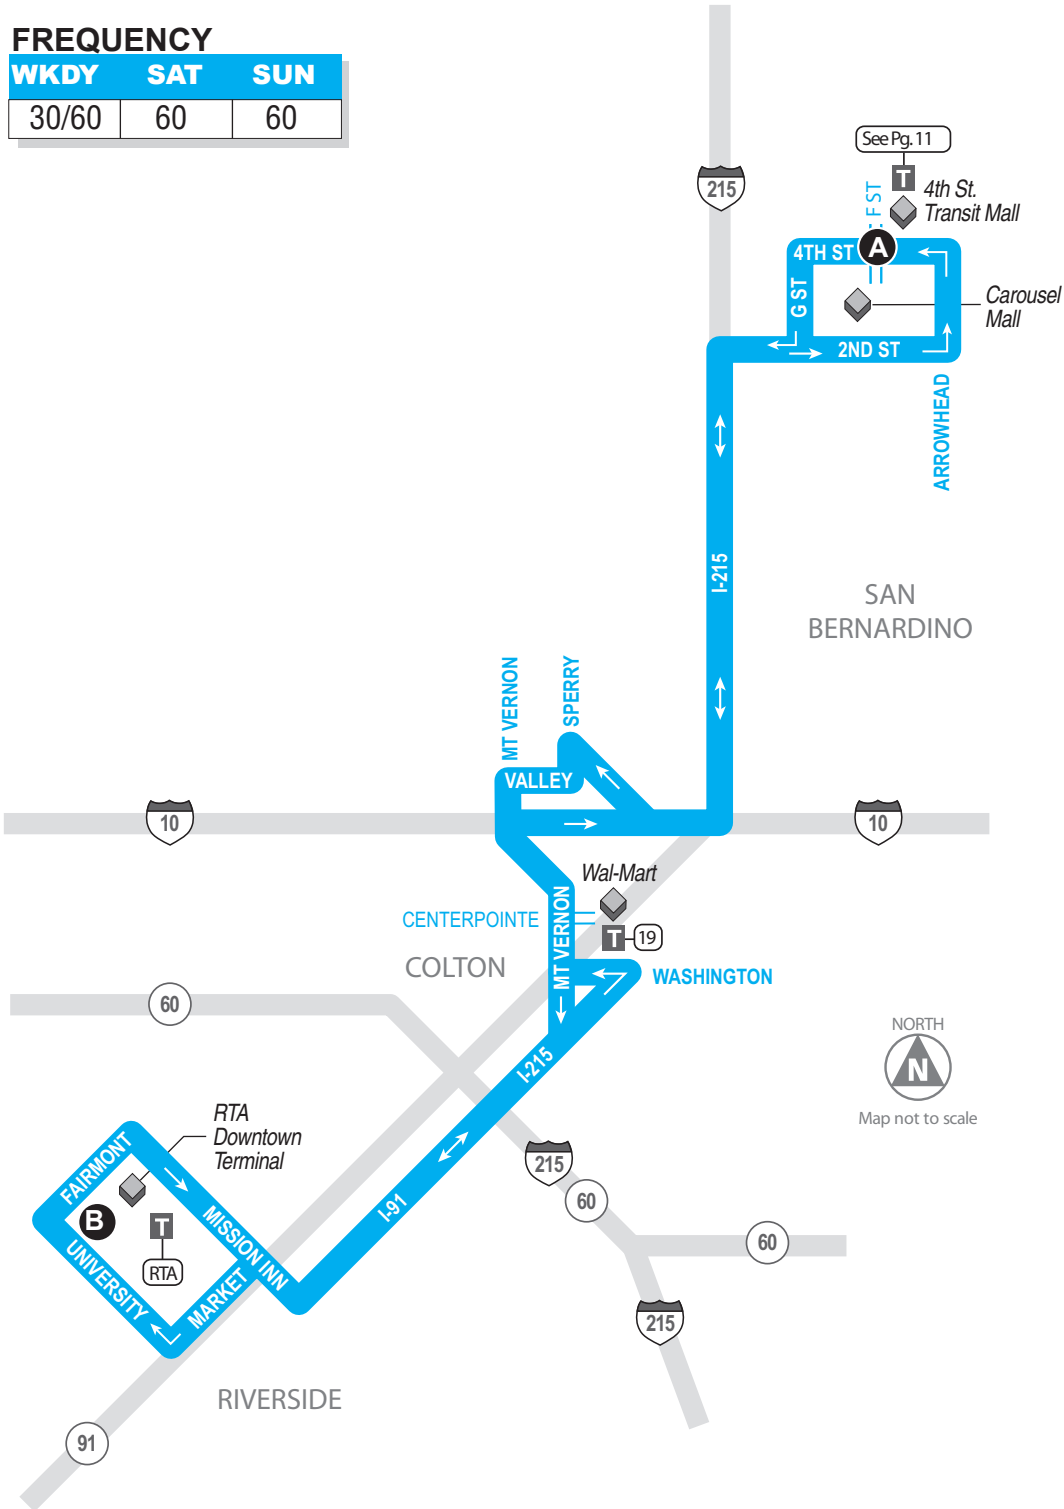 FREQUENCY
WKDY SAT SUN
30/60 60 60
215
See Pg. 11
T
4th St.
Transit Mall
F ST
4TH ST
A
G ST
Carousel
Mall
2ND ST
ARROWHEAD
I-215
SAN
BERNARDINO
MT VERNON
SPERRY
VALLEY
10
10
Wal-Mart
CENTERPOINTE
MT VERNON
T
19
COLTON
WASHINGTON
60
NORTH
N
Map not to scale
I-215
RTA
Downtown
Terminal
FAIRMONT
215
60
B
T
RTA
MISSION INN
I-91
UNIVERSITY
MARKET
60
215
RIVERSIDE
91